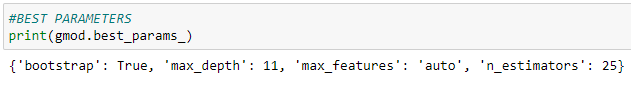 #BEST PARAMETERS
print(gmod.best_params_)
{'bootstrap': True, 'max_depth': 11, 'max_features': 'auto', 'n_estimators': 25}